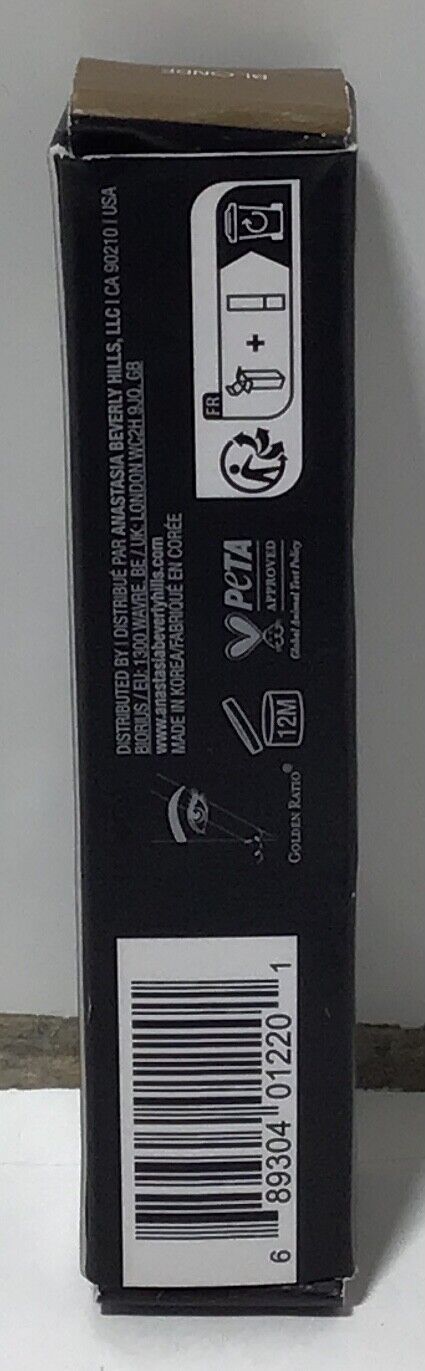 BLONDE
DISTRIBUTED BY | DISTRIBUÉ PAR ANASTASIA BEVERLY HILLS, LLC | CA 90210 | USA
BIORIUS / EU: 1300 WAVRE, BE / UK: LONDON WC2H 9JQ, GB
www.anastasiabeverlyhills.com
MADE IN KOREA/FABRIQUÉ EN CORÉE
GOLDEN RATIO®
12M
PETA
APPROVED
Global Animal Test Policy
FR
+
6 89304 01220 1